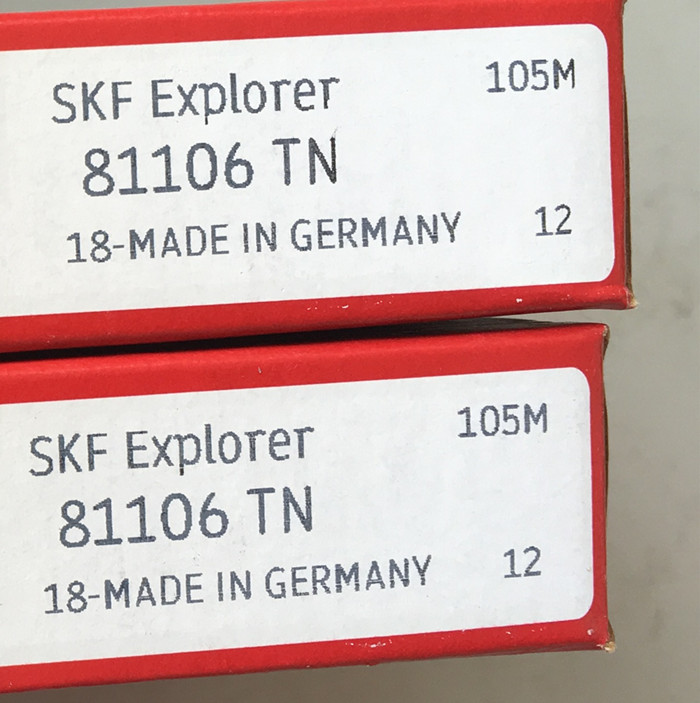 SKF Explorer 105M
81106 TN
18-MADE IN GERMANY 12
SKF Explorer 105M
81106 TN
18-MADE IN GERMANY 12